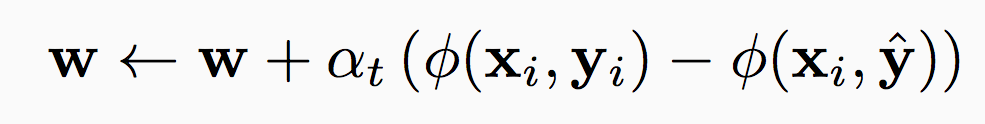 w ← w + α_t (ϕ(x_i, y_i) − ϕ(x_i, ŷ))